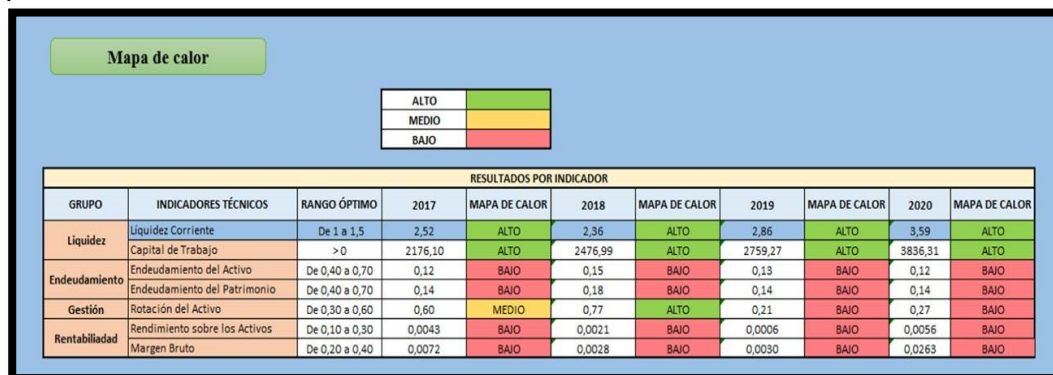 Mapa de calor
ALTO
MEDIO
BAJO
RESULTADOS POR INDICADOR
GRUPO INDICADORES TÉCNICOS RANGO ÓPTIMO 2017 MAPA DE CALOR 2018 MAPA DE CALOR 2019 MAPA DE CALOR 2020 MAPA DE CALOR
Liquidez
Líquidez Corriente De 1 a 1,5 2,52 ALTO 2,36 ALTO 2,86 ALTO 3,59 ALTO
Capital de Trabajo > 0 2176,10 ALTO 2476,99 ALTO 2759,27 ALTO 3836,31 ALTO
Endeudamiento
Endeudamiento del Activo De 0,40 a 0,70 0,12 BAJO 0,15 BAJO 0,13 BAJO 0,12 BAJO
Endeudamiento del Patrimonio De 0,40 a 0,70 0,14 BAJO 0,18 BAJO 0,14 BAJO 0,14 BAJO
Gestión Rotación del Activo De 0,30 a 0,60 0,60 MEDIO 0,77 ALTO 0,21 BAJO 0,27 BAJO
Rentabiliadad
Rendimiento sobre los Activos De 0,10 a 0,30 0,0043 BAJO 0,0021 BAJO 0,0006 BAJO 0,0056 BAJO
Margen Bruto De 0,20 a 0,40 0,0072 BAJO 0,0028 BAJO 0,0030 BAJO 0,0263 BAJO